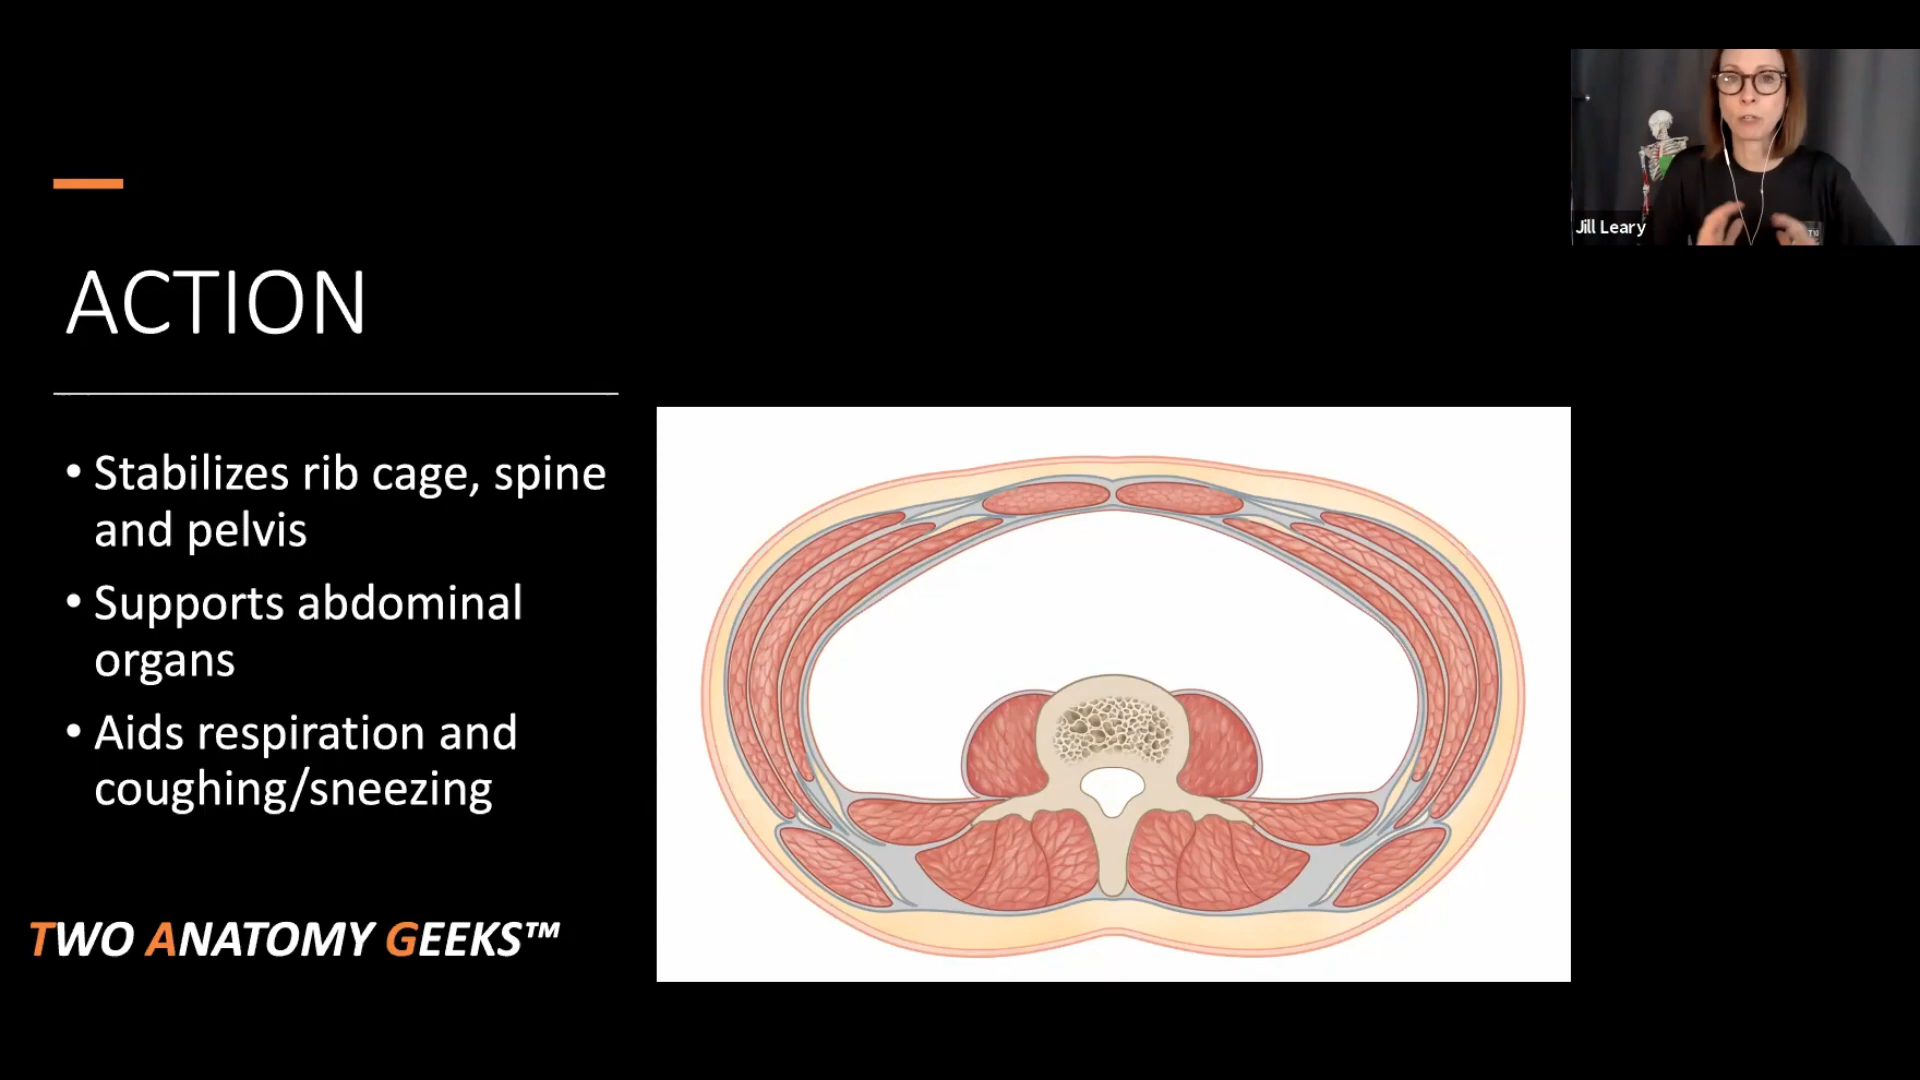 Jill Leary
T10
ACTION
• Stabilizes rib cage, spine
and pelvis
• Supports abdominal
organs
• Aids respiration and
coughing/sneezing
TWO ANATOMY GEEKS™